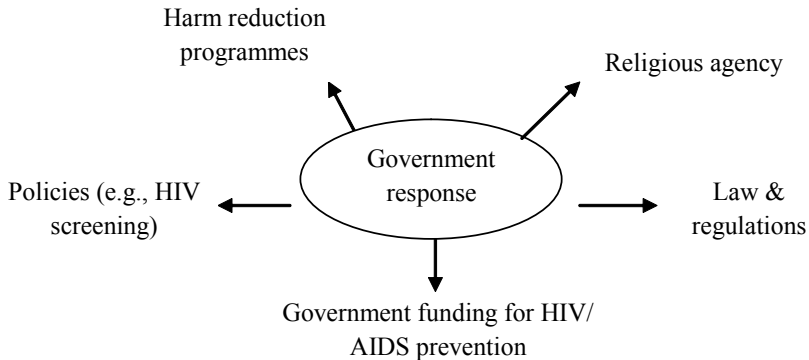 Harm reduction
programmes
Religious agency
Government
response
Policies (e.g., HIV
screening)
Law &
regulations
Government funding for HIV/
AIDS prevention